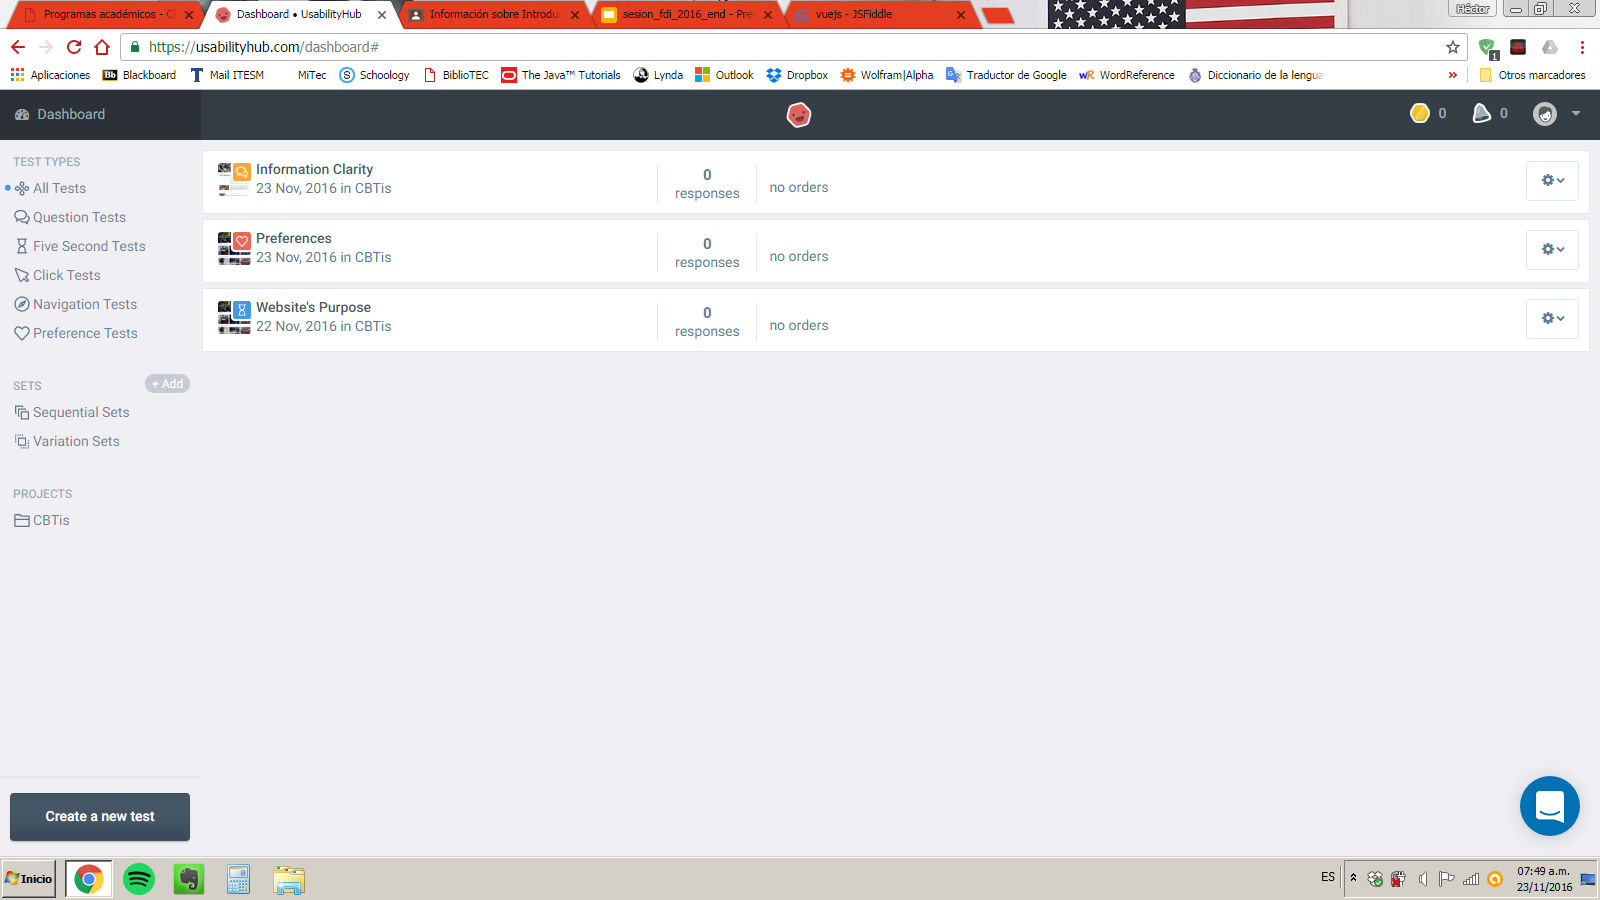 Programas académicos - C
Dashboard • UsabilityHub
Información sobre Introduc
sesion_fdi_2016_end - Pre
vuejs - JSFiddle
Héctor
https://usabilityhub.com/dashboard#
1
Aplicaciones
Bb Blackboard
T Mail ITESM
MiTec
S Schoology
BiblioTEC
The Java™ Tutorials
Lynda
Outlook
Dropbox
Wolfram|Alpha
Traductor de Google
WR WordReference
Diccionario de la lengua
»
Otros marcadores
Dashboard
0
0
TEST TYPES
All Tests
Question Tests
Five Second Tests
Click Tests
Navigation Tests
Preference Tests
SETS
+ Add
Sequential Sets
Variation Sets
PROJECTS
CBTis
Create a new test
Information Clarity
23 Nov, 2016 in CBTis
0
responses
no orders
Preferences
23 Nov, 2016 in CBTis
0
responses
no orders
Website's Purpose
22 Nov, 2016 in CBTis
0
responses
no orders
Inicio
ES
07:49 a.m.
23/11/2016